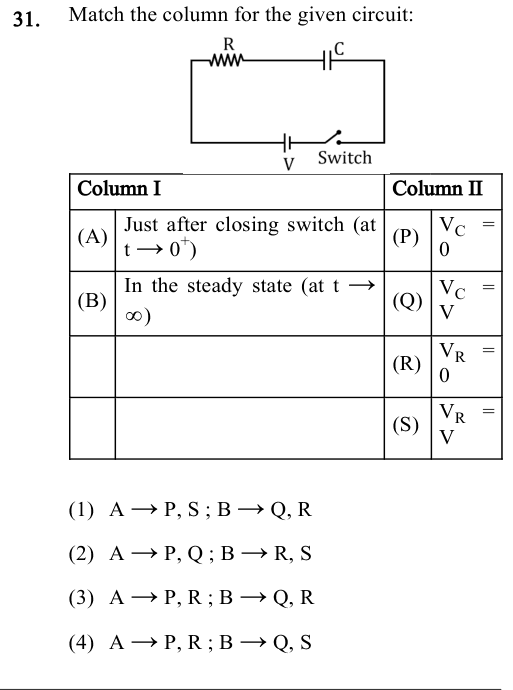 31. Match the column for the given circuit:
R
C
V Switch
Column I Column II
(A) Just after closing switch (at t → 0⁺) (P) V_C = 0
(B) In the steady state (at t → ∞) (Q) V_C = V
(R) V_R = 0
(S) V_R = V
(1) A → P, S ; B → Q, R
(2) A → P, Q ; B → R, S
(3) A → P, R ; B → Q, R
(4) A → P, R ; B → Q, S